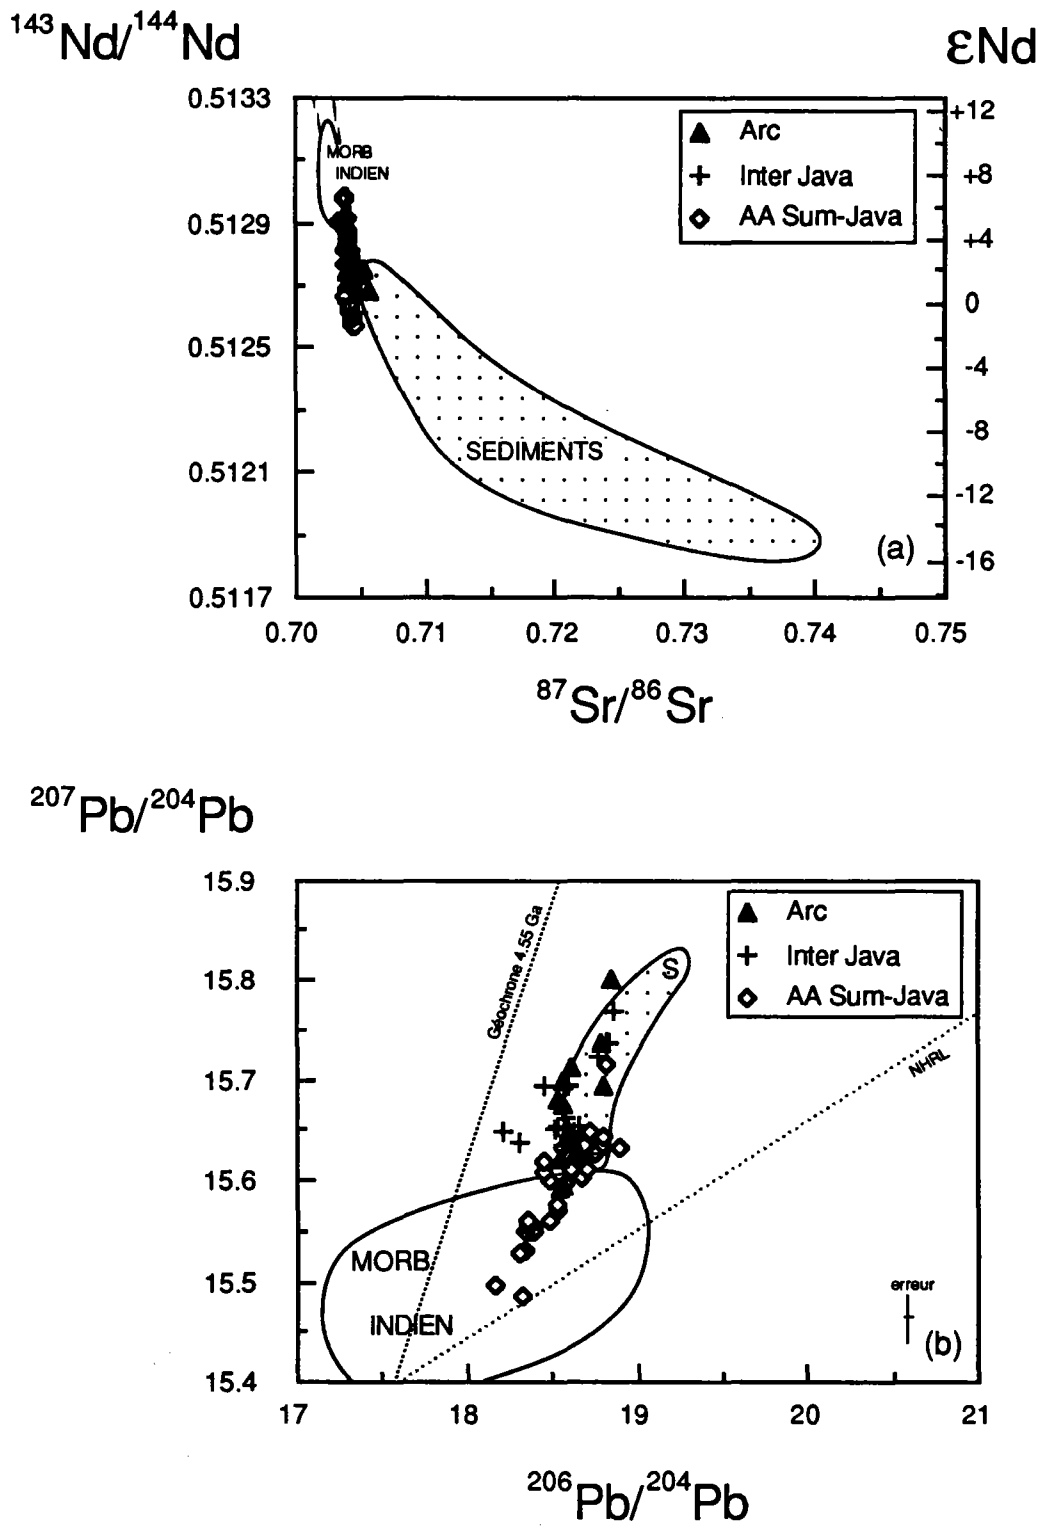 143Nd/144Nd
εNd
0.5133
0.5129
0.5125
0.5121
0.5117
+12
+8
+4
0
-4
-8
-12
-16
Arc
Inter Java
AA Sum-Java
MORB
INDIEN
SEDIMENTS
(a)
0.70
0.71
0.72
0.73
0.74
0.75
87Sr/86Sr
207Pb/204Pb
15.9
15.8
15.7
15.6
15.5
15.4
Géochrone 4.55 Ga
S
Arc
Inter Java
AA Sum-Java
NHRL
MORB
INDIEN
erreur
(b)
17
18
19
20
21
206Pb/204Pb